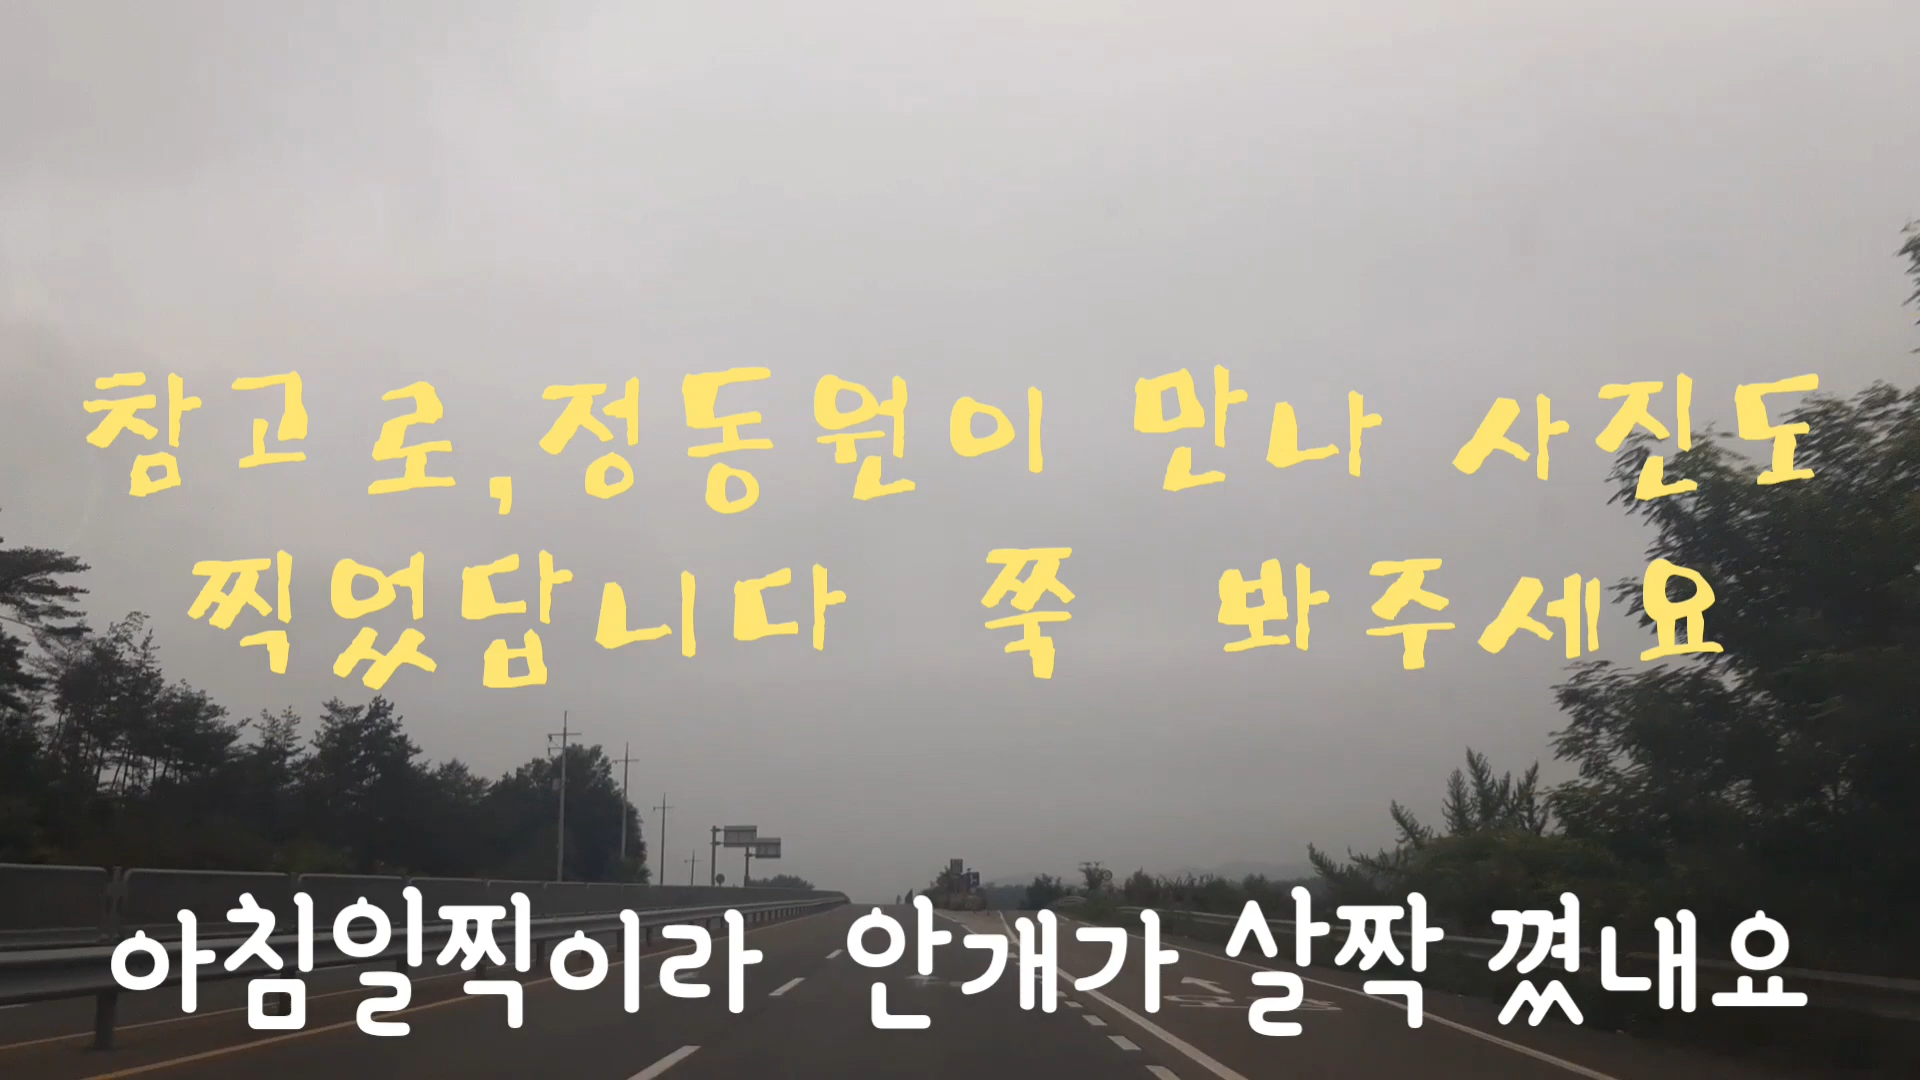 참고로,정동원이 만나 사진도
찍었답니다 쭉 봐주세요
아침일찍이라 안개가 살짝 꼈내요